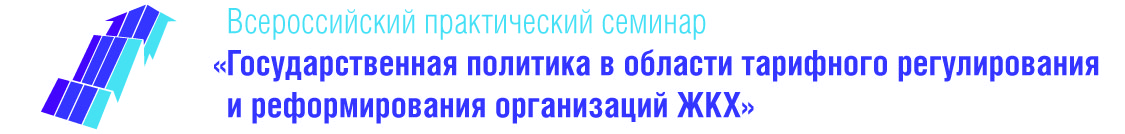 Всероссийский практический семинар
«Государственная политика в области тарифного регулирования
и реформирования организаций ЖКХ»